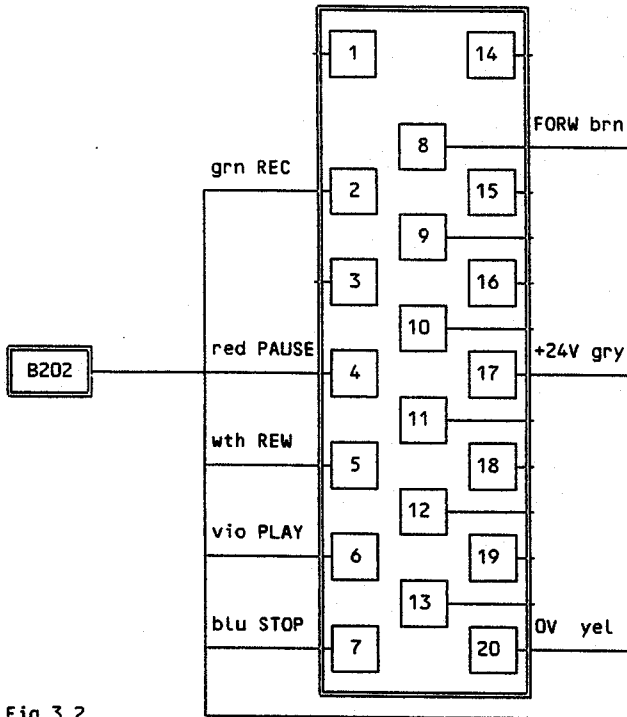 1 14
FORW brn
8
grn REC
2 15
9
3 16
10
red PAUSE
+24V gry
B202
4 17
11
wth REW
5 18
12
vio PLAY
6 19
13
blu STOP
0V yel
7 20
Fig 3.2